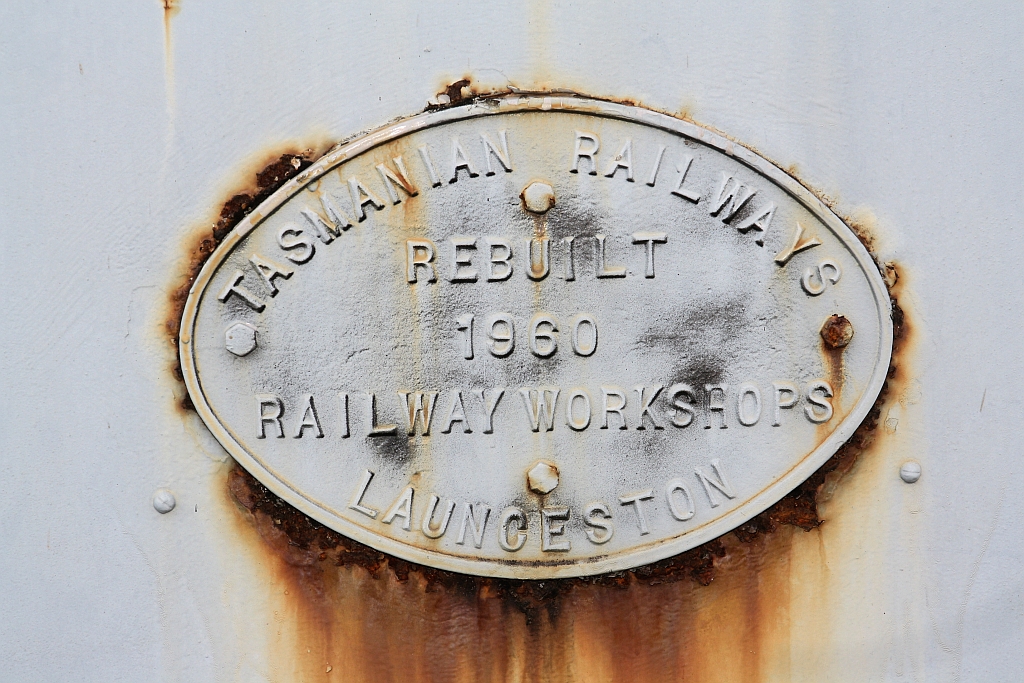 TASMANIAN RAILWAYS
REBUILT
1960
RAILWAY WORKSHOPS
LAUNCESTON